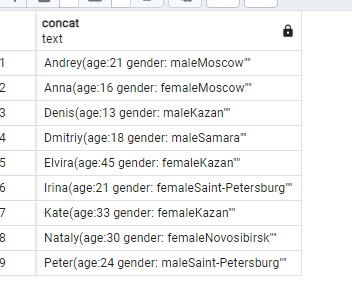 concat
text
1 Andrey(age:21 gender: maleMoscow""
2 Anna(age:16 gender: femaleMoscow""
3 Denis(age:13 gender: maleKazan""
4 Dmitriy(age:18 gender: maleSamara""
5 Elvira(age:45 gender: femaleKazan""
6 Irina(age:21 gender: femaleSaint-Petersburg""
7 Kate(age:33 gender: femaleKazan""
8 Nataly(age:30 gender: femaleNovosibirsk""
9 Peter(age:24 gender: maleSaint-Petersburg""